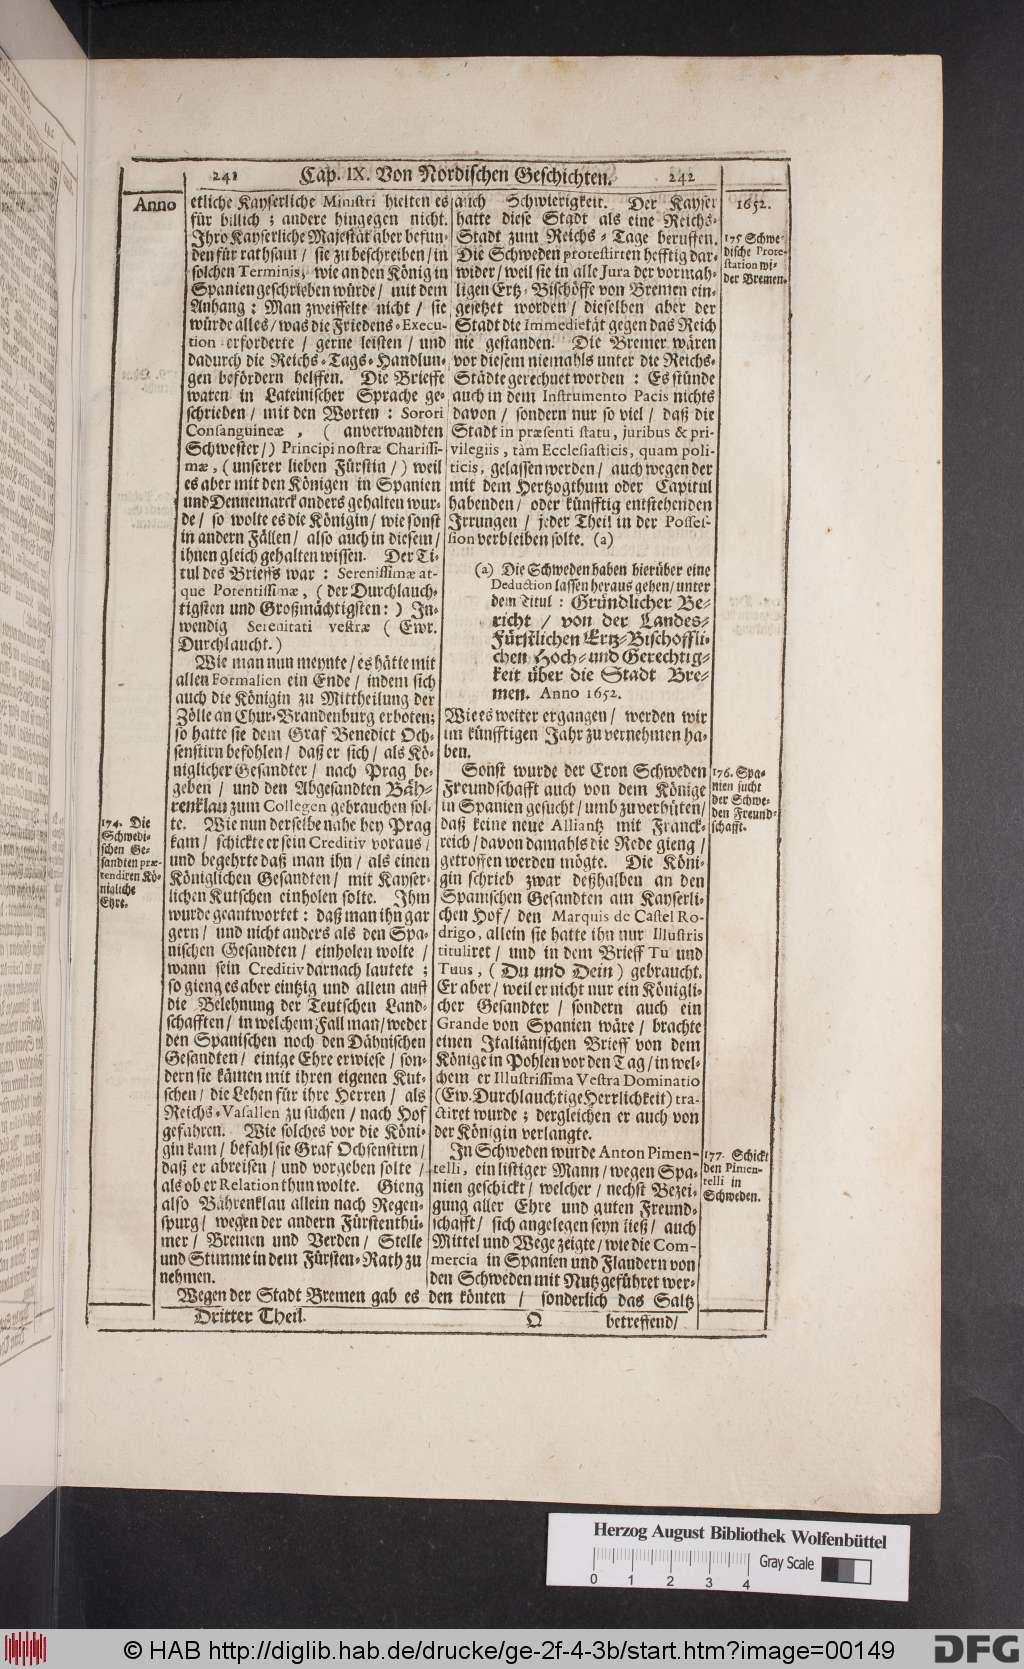 241 Cap. IX. Von Nordischen Geschichten. 242
Anno
etliche Kayserliche Ministri hielten es
für billich; andere hingegen nicht.
Ihro Kayserliche Majestät aber befun-
den für rathsam/ sie zu beschreiben/ in
solchen Terminis, wie an den König in
Spanien geschrieben würde/ mit dem
Anhang: Man zweiffelte nicht/ sie
würde alles/ was die Friedens-Execu-
tion erforderte/ gerne leisten/ und
dadurch die Reichs-Tags-Handlun-
gen befördern helffen. Die Brieffe
waren in Lateinischer Sprache ge-
schrieben/ mit den Worten: Sorori
Consanguineæ, (anverwandten
Schwester/) Principi nostræ Charissi-
mæ, (unserer lieben Fürstin/) weil
es aber mit den Königen in Spanien
und Dennemarck anders gehalten wur-
de/ so wolte es die Königin/ wie sonst
in andern Fällen/ also auch in diesem/
ihnen gleich gehalten wissen. Der Ti-
tul des Brieffs war: Serenissimæ at-
que Potentissimæ, (der Durchlauch-
tigsten und Großmächtigsten:) In-
wendig Serenitati vestræ (Ewr.
Durchlaucht.)
Wie man nun meynte/ es hätte mit
allen Formalien ein Ende/ indem sich
auch die Königin zu Mittheilung der
Zölle an Chur-Brandenburg erboten;
so hatte sie dem Graf Benedict Och-
senstirn befohlen/ daß er sich/ als Kö-
niglicher Gesandter/ nach Prag be-
geben/ und den Abgesandten Bäh-
renklau zum Collegen gebrauchen sol-
te. Wie nun derselbe nahe bey Prag
kam/ schickte er sein Creditiv voraus/
und begehrte daß man ihn/ als einen
Königlichen Gesandten/ mit Kayser-
lichen Kutschen einholen solte. Ihm
wurde geantwortet: daß man ihn gar
gern/ und nicht anders als den Spa-
nischen Gesandten/ einholen wolte/
wann sein Creditiv darnach lautete;
so gieng es aber eintzig und allein auff
die Belehnung der Teutschen Land-
schafften/ in welchem Fall man/ weder
den Spanischen noch den Dähnischen
Gesandten/ einige Ehre erwiese/ son-
dern sie kämen mit ihren eigenen Kut-
schen/ die Lehen für ihre Herren/ als
Reichs-Vasallen zu suchen/ nach Hof
gefahren. Wie solches vor die Köni-
gin kam/ befahl sie Graf Ochsenstirn/
daß er abreisen/ und vorgeben solte/
als ob er Relation thun wolte. Gieng
also Bährenklau allein nach Regen-
spurg/ wegen der andern Fürstenthü-
mer/ Bremen und Verden/ Stelle
und Stimme in dem Fürsten-Rath zu
nehmen.
Wegen der Stadt Bremen gab es
174. Die
Schwedi-
schen Ge-
sandten præ-
tendiren Kö-
nigliche
Ehre.
auch Schwierigkeit. Der Kayser
hatte diese Stadt als eine Reichs-
Stadt zum Reichs-Tage beruffen.
Die Schweden protestirten hefftig dar-
wider/ weil sie in alle Jura der vormah-
ligen Ertz-Bischöffe von Bremen ein-
gesetzet worden/ dieselben aber der
Stadt die Immedietät gegen das Reich
nie gestanden. Die Bremer wären
vor diesem niemahls unter die Reichs-
Städte gerechnet worden: Es stünde
auch in dem Instrumento Pacis nichts
davon/ sondern nur so viel/ daß die
Stadt in præsenti statu, juribus & pri-
vilegiis, tàm Ecclesiasticis, quam poli-
ticis, gelassen werden/ auch wegen der
mit dem Hertzogthum oder Capitul
habenden/ oder künfftig entstehenden
Irrungen/ jeder Theil in der Posses-
sion verbleiben solte. (a)
(a) Die Schweden haben hierüber eine
Deduction lassen heraus gehen/ unter
dem Titul: Gründlicher Be-
richt/ von der Landes-
Fürstlichen Ertz-Bischoffli-
chen Hoch- und Gerechtig-
keit über die Stadt Bre-
men. Anno 1652.
Wie es weiter ergangen/ werden wir
im künfftigen Jahr zu vernehmen ha-
ben.
Sonst wurde der Cron Schweden
Freundschafft auch von dem Könige
in Spanien gesucht/ umb zu verhüten/
daß keine neue Alliantz mit Franck-
reich/ davon damahls die Rede gieng/
getroffen werden mögte. Die Köni-
gin schrieb zwar deßhalben an den
Spanischen Gesandten am Kayserli-
chen Hof/ den Marquis de Castel Ro-
drigo, allein sie hatte ihn nur Illustris
tituliret/ und in dem Brieff Tu und
Tuus, (Du und Dein) gebraucht.
Er aber/ weil er nicht nur ein Königli-
cher Gesandter/ sondern auch ein
Grande von Spanien wäre/ brachte
einen Italiänischen Brieff von dem
Könige in Pohlen vor den Tag/ in wel-
chem er Illustrissima Vestra Dominatio
(Ew. Durchlauchtige Herrlichkeit) tra-
ctiret wurde; dergleichen er auch von
der Königin verlangte.
In Schweden wurde Anton Pimen-
telli, ein listiger Mann/ wegen Spa-
nien geschickt/ welcher/ nechst Bezei-
gung aller Ehre und guten Freund-
schafft/ sich angelegen seyn ließ/ auch
Mittel und Wege zeigte/ wie die Com-
mercia in Spanien und Flandern von
den Schweden mit Nutz geführet wer-
den könten/ sonderlich das Saltz
1652.
175 Schwe-
dische Prote-
station wi-
der Bremen.
176. Spa-
nien sucht
der Schwe-
den Freund-
schafft.
177. Schickt
den Pimen-
telli in
Schweden.
Dritter Theil. Q betreffend/
Herzog August Bibliothek Wolfenbüttel
Gray Scale
0 1 2 3 4
© HAB http://diglib.hab.de/drucke/ge-2f-4-3b/start.htm?image=00149
DFG